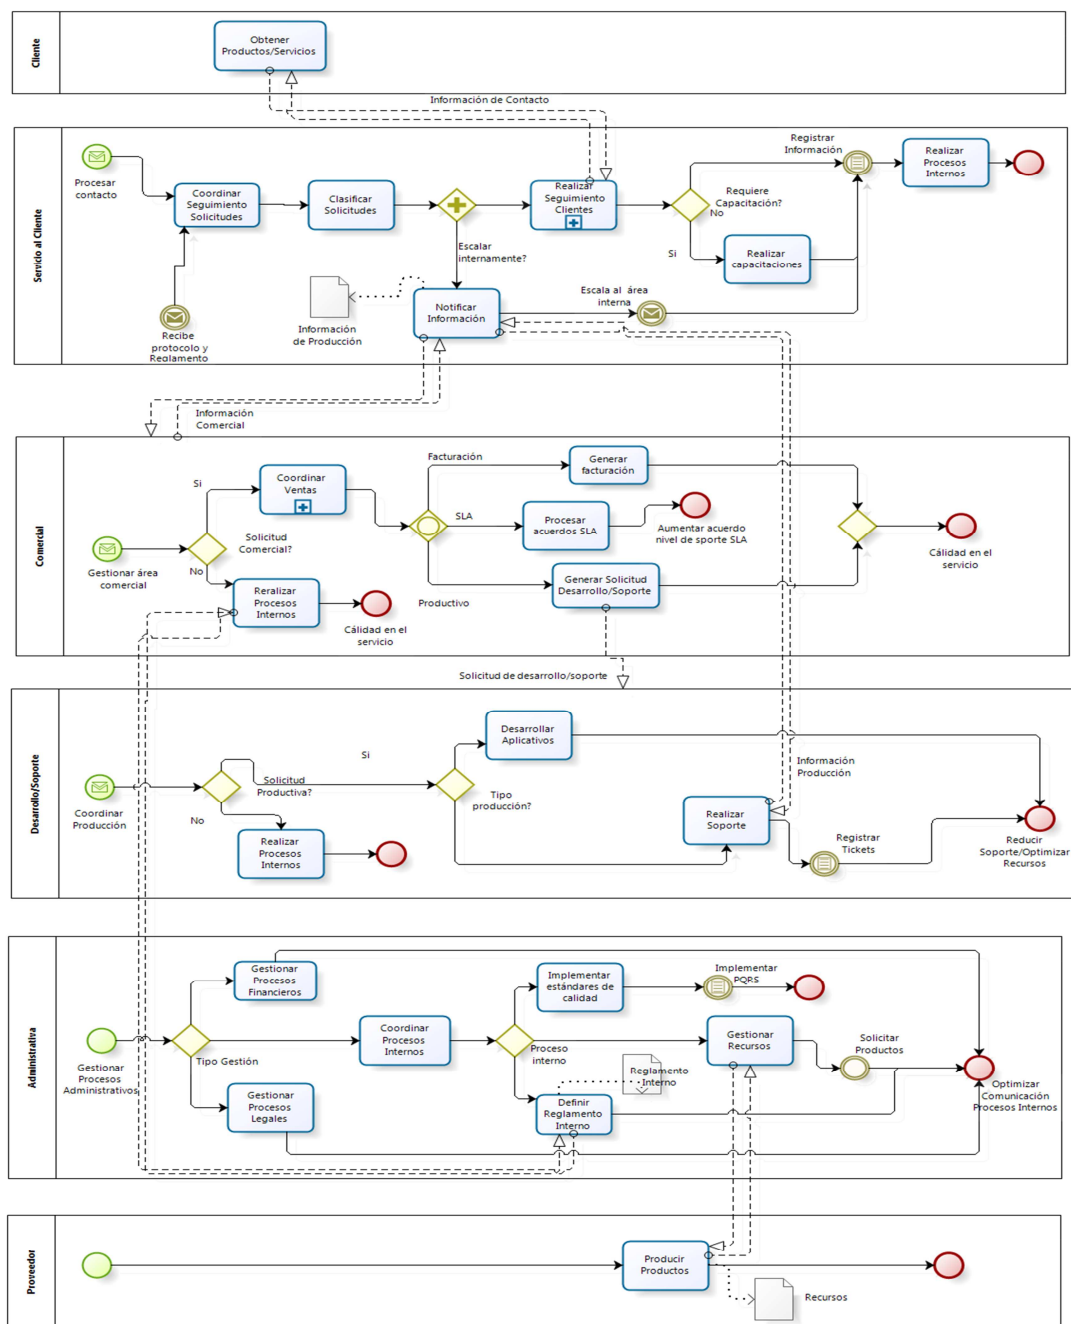 Cliente
Obtener
Productos/Servicios
Información de Contacto
Servicio al Cliente
Procesar
contacto
Coordinar
Seguimiento
Solicitudes
Clasificar
Solicitudes
Realizar
Seguimiento
Clientes
Requiere
Capacitación?
No
Si
Registrar
Información
Realizar
Procesos
Internos
Realizar
capacitaciones
Escalar
internamente?
Notificar
Información
Escala al área
interna
Información
de Producción
Recibe
protocolo y
Reglamento
Información
Comercial
Comercial
Gestionar área
comercial
Si
Solicitud
Comercial?
No
Coordinar
Ventas
Reralizar
Procesos
Internos
Cálidad en el
servicio
Facturación
SLA
Productivo
Generar
facturación
Procesar
acuerdos SLA
Aumentar acuerdo
nivel de sporte SLA
Generar Solicitud
Desarrollo/Soporte
Cálidad en el
servicio
Solicitud de desarrollo/soporte
Desarollo/Soporte
Coordinar
Producción
Si
Solicitud
Productiva?
No
Realizar
Procesos
Internos
Tipo
producción?
Desarrollar
Aplicativos
Información
Producción
Realizar
Soporte
Registrar
Tickets
Reducir
Soporte/Optimizar
Recursos
Administrativa
Gestionar
Procesos
Administrativos
Tipo Gestión
Gestionar
Procesos
Financieros
Coordinar
Procesos
Internos
Gestionar
Procesos
Legales
Proceso
interno
Implementar
estándares de
calidad
Implementar
PQRS
Gestionar
Recursos
Solicitar
Productos
Reglamento
Interno
Definir
Reglamento
Interno
Optimizar
Comunicación
Procesos Internos
Proveedor
Producir
Productos
Recursos